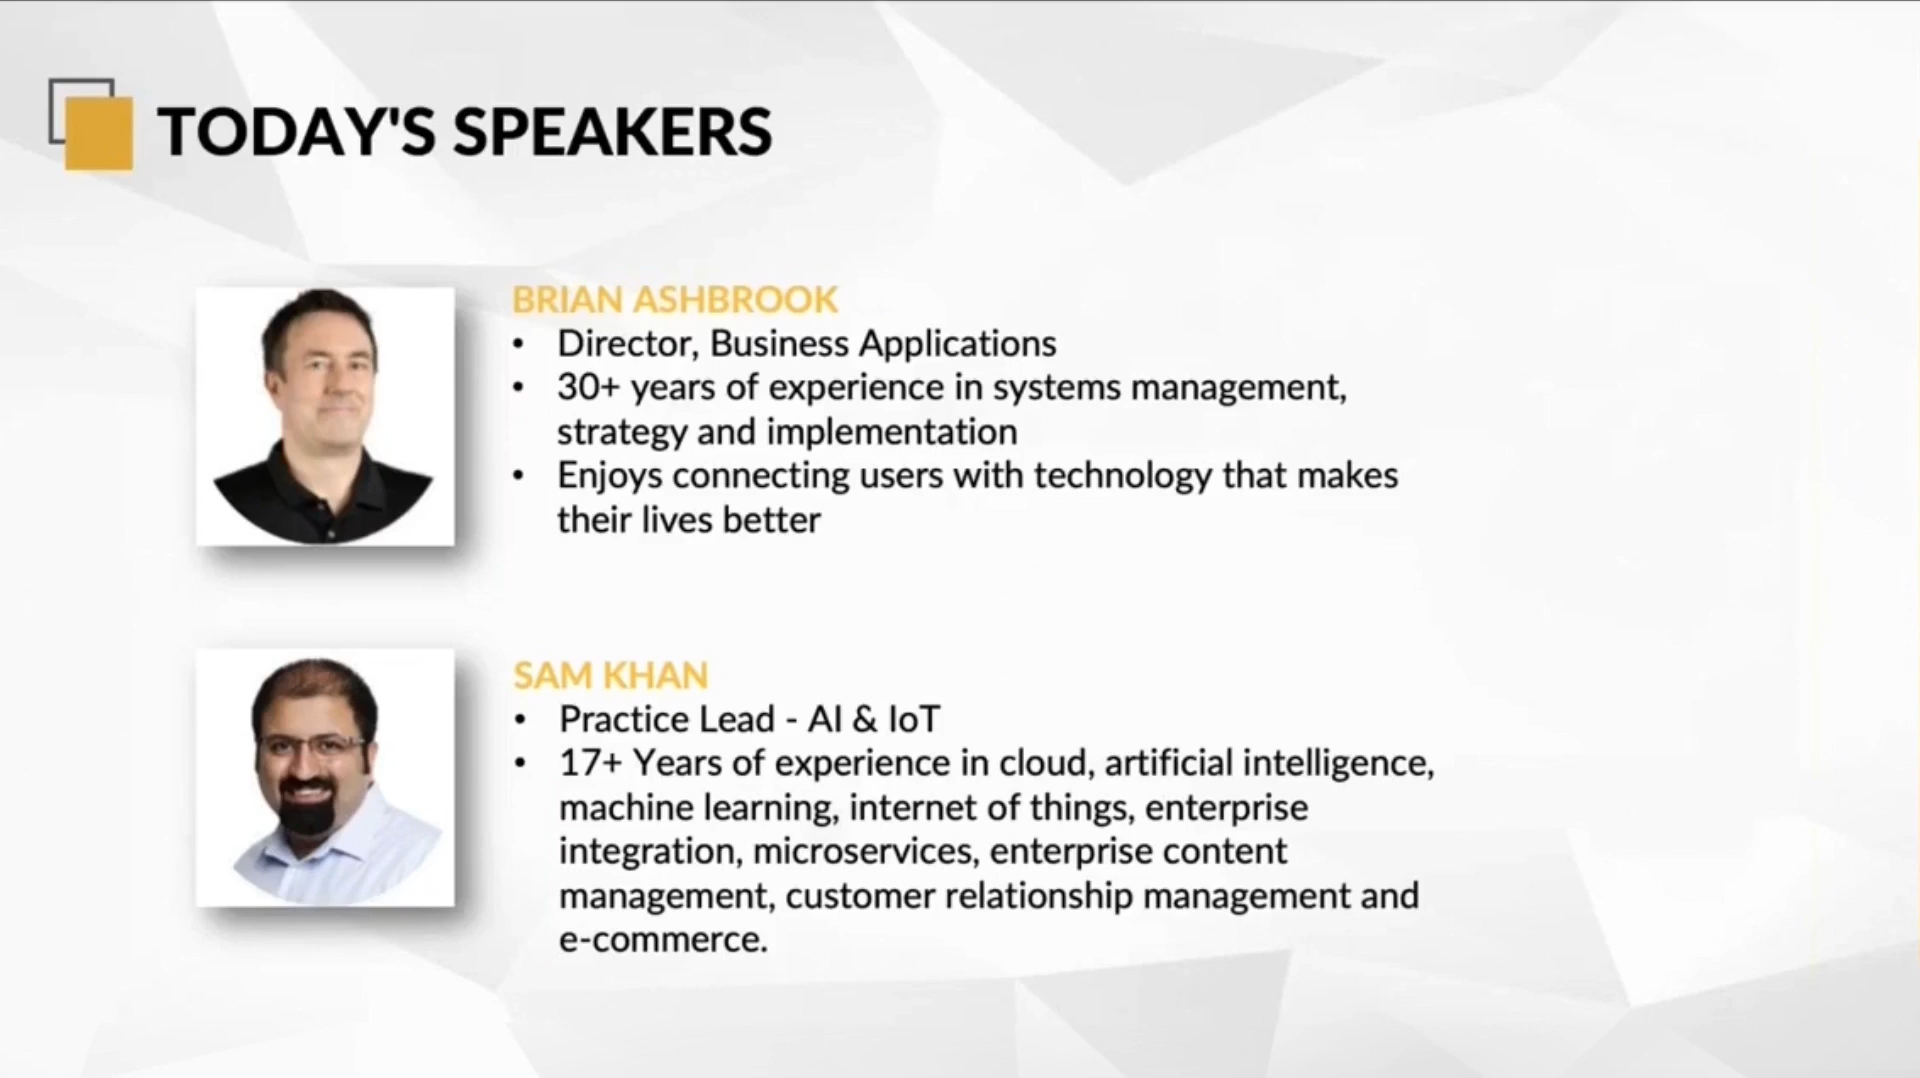 TODAY'S SPEAKERS
BRIAN ASHBROOK
• Director, Business Applications
• 30+ years of experience in systems management,
strategy and implementation
• Enjoys connecting users with technology that makes
their lives better
SAM KHAN
• Practice Lead - AI & IoT
• 17+ Years of experience in cloud, artificial intelligence,
machine learning, internet of things, enterprise
integration, microservices, enterprise content
management, customer relationship management and
e-commerce.